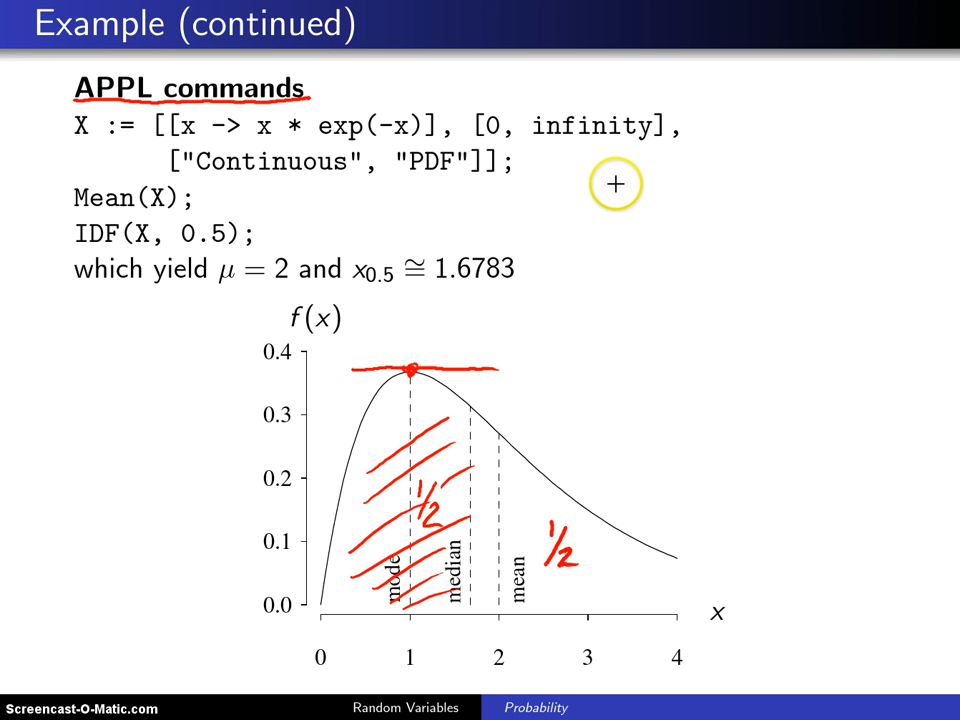 Example (continued)
APPL commands
X := [[x -> x * exp(-x)], [0, infinity],
["Continuous", "PDF"]];
Mean(X);
IDF(X, 0.5);
which yield μ = 2 and x0.5 ≅ 1.6783
f(x)
0.4
0.3
0.2
0.1
0.0
1/2
1/2
mode
median
mean
x
0 1 2 3 4
Screencast-O-Matic.com
Random Variables Probability